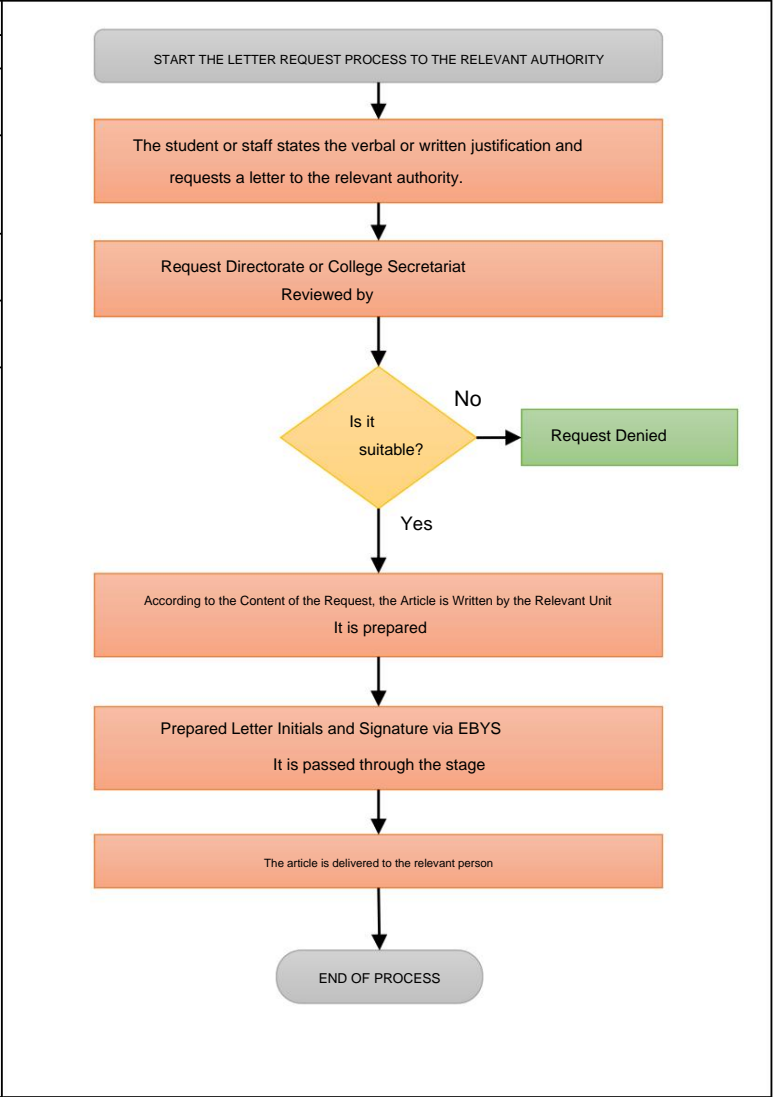 START THE LETTER REQUEST PROCESS TO THE RELEVANT AUTHORITY
The student or staff states the verbal or written justification and
requests a letter to the relevant authority.
Request Directorate or College Secretariat
Reviewed by
Is it
suitable?
No
Request Denied
Yes
According to the Content of the Request, the Article is Written by the Relevant Unit
It is prepared
Prepared Letter Initials and Signature via EBYS
It is passed through the stage
The article is delivered to the relevant person
END OF PROCESS